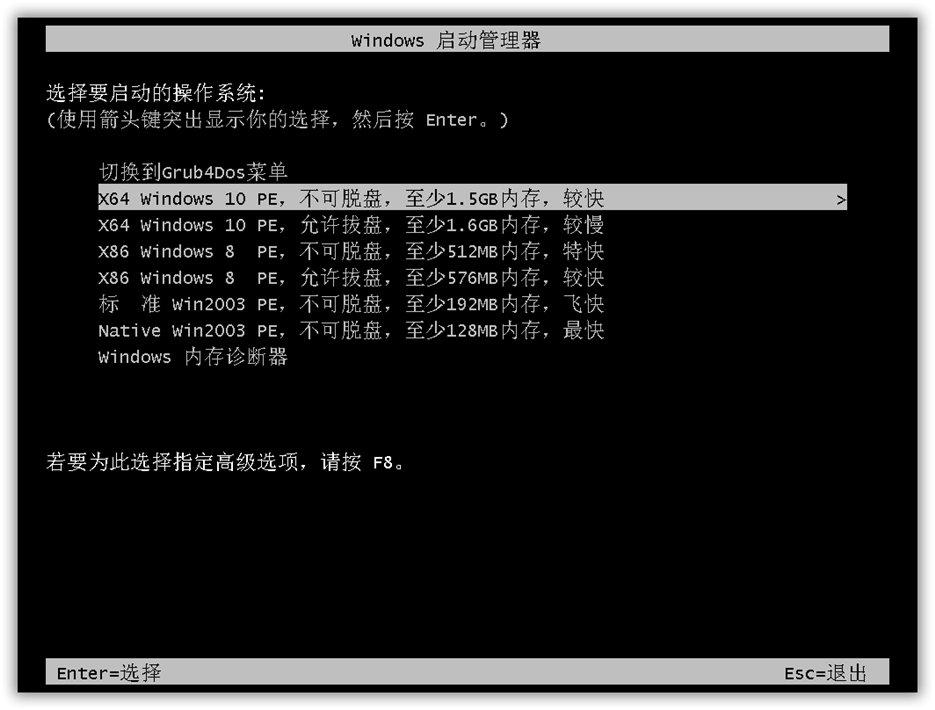 Windows 启动管理器
选择要启动的操作系统:
(使用箭头键突出显示你的选择，然后按 Enter。)
切换到Grub4Dos菜单
X64 Windows 10 PE，不可脱盘，至少1.5GB内存，较快 >
X64 Windows 10 PE，允许拔盘，至少1.6GB内存，较慢
X86 Windows 8  PE，不可脱盘，至少512MB内存，特快
X86 Windows 8  PE，允许拔盘，至少576MB内存，较快
标  准 Win2003 PE，不可脱盘，至少192MB内存，飞快
Native Win2003 PE，不可脱盘，至少128MB内存，最快
Windows 内存诊断器
若要为此选择指定高级选项，请按 F8。
Enter=选择 Esc=退出